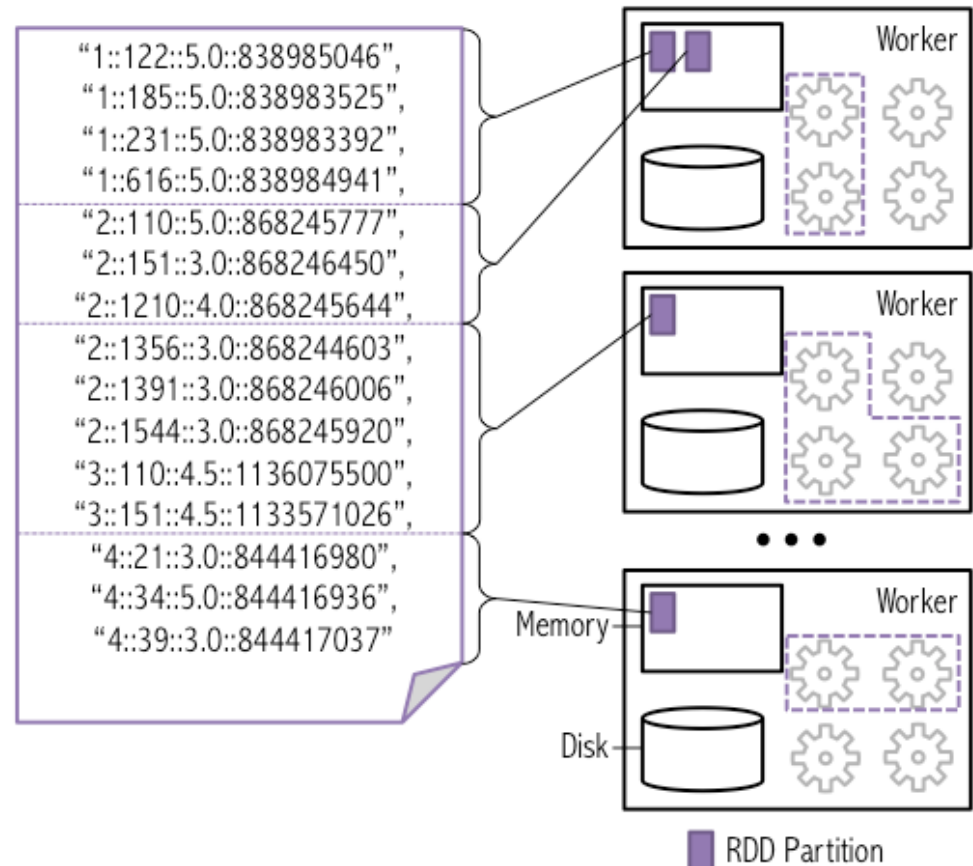 “1::122::5.0::838985046”,
“1::185::5.0::838983525”,
“1::231::5.0::838983392”,
“1::616::5.0::838984941”,
“2::110::5.0::868245777”,
“2::151::3.0::868246450”,
“2::1210::4.0::868245644”,
“2::1356::3.0::868244603”,
“2::1391::3.0::868246006”,
“2::1544::3.0::868245920”,
“3::110::4.5::1136075500”,
“3::151::4.5::1133571026”,
“4::21::3.0::844416980”,
“4::34::5.0::844416936”,
“4::39::3.0::844417037”
Worker
Worker
Worker
Memory
Disk
RDD Partition